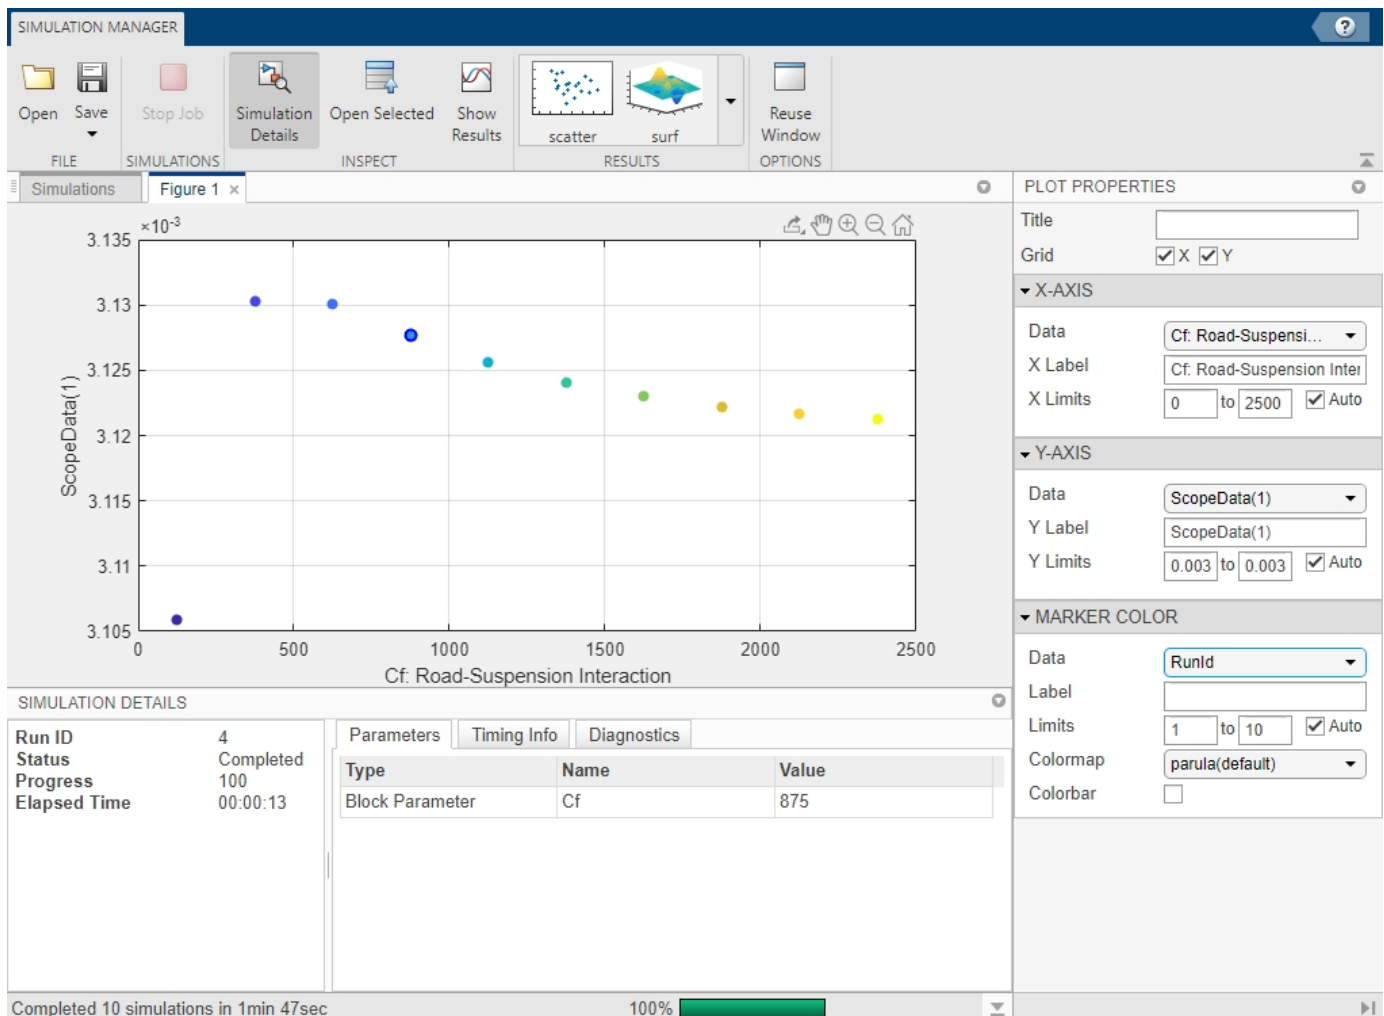 SIMULATION MANAGER
?
Open
Save
Stop Job
Simulation Details
Open Selected
Show Results
scatter
surf
Reuse Window
FILE
SIMULATIONS
INSPECT
RESULTS
OPTIONS
Simulations
Figure 1 ×
×10-3
3.135
3.13
3.125
3.12
3.115
3.11
3.105
ScopeData(1)
0
500
1000
1500
2000
2500
Cf: Road-Suspension Interaction
PLOT PROPERTIES
Title
Grid X Y
X-AXIS
Data Cf: Road-Suspensi...
X Label Cf: Road-Suspension Inter
X Limits 0 to 2500 Auto
Y-AXIS
Data ScopeData(1)
Y Label ScopeData(1)
Y Limits 0.003 to 0.003 Auto
MARKER COLOR
Data RunId
Label
Limits 1 to 10 Auto
Colormap parula(default)
Colorbar
SIMULATION DETAILS
Run ID 4
Status Completed
Progress 100
Elapsed Time 00:00:13
Parameters Timing Info Diagnostics
Type Name Value
Block Parameter Cf 875
Completed 10 simulations in 1min 47sec
100%